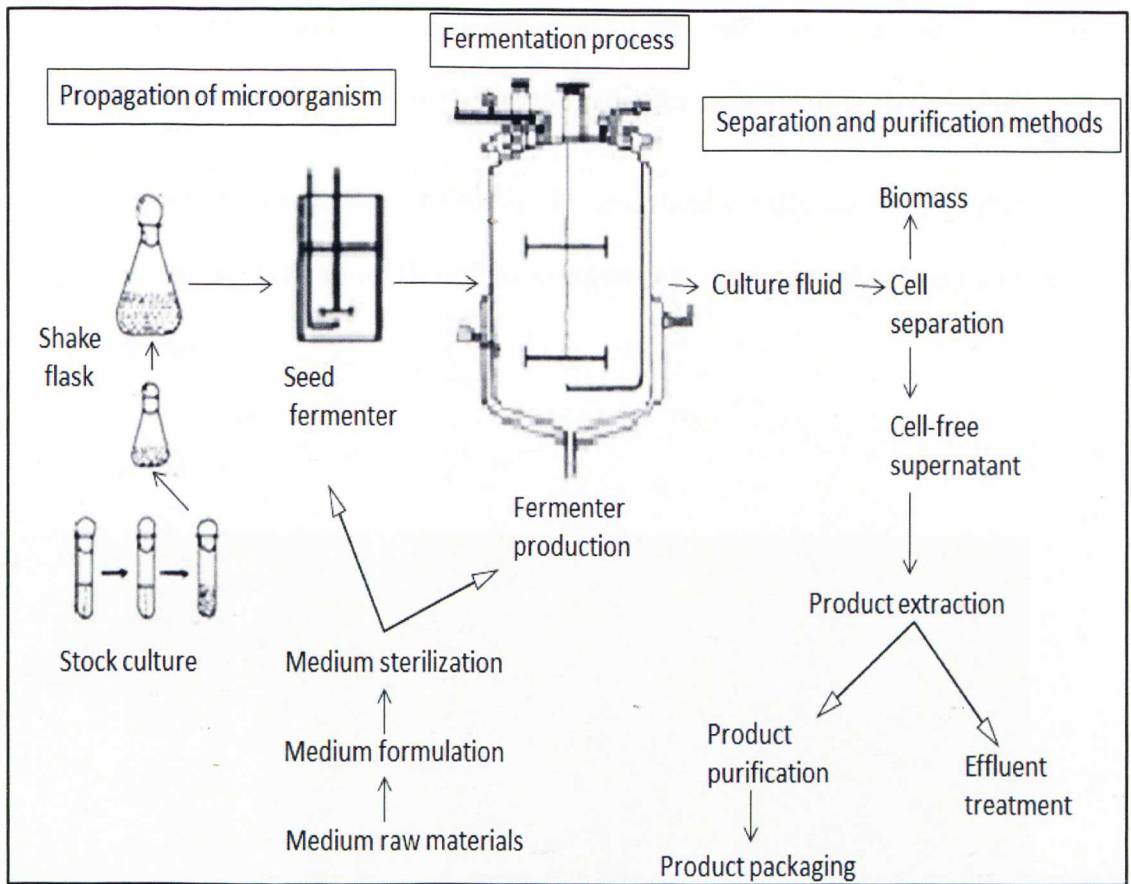 Fermentation process
Propagation of microorganism
Separation and purification methods
Biomass
Culture fluid
Cell
separation
Shake
flask
Seed
fermenter
Cell-free
supernatant
Fermenter
production
Product extraction
Stock culture
Medium sterilization
Medium formulation
Product
purification
Effluent
treatment
Medium raw materials
Product packaging